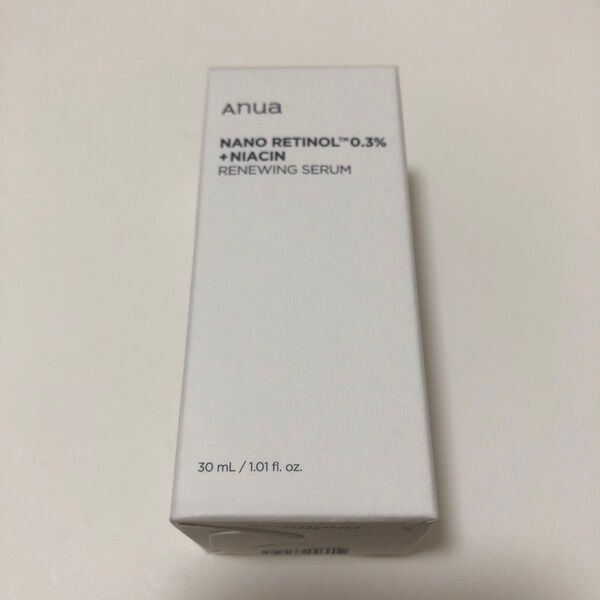 Anua
NANO RETINOL™ 0.3%
+NIACIN
RENEWING SERUM
30 mL / 1.01 fl. oz.